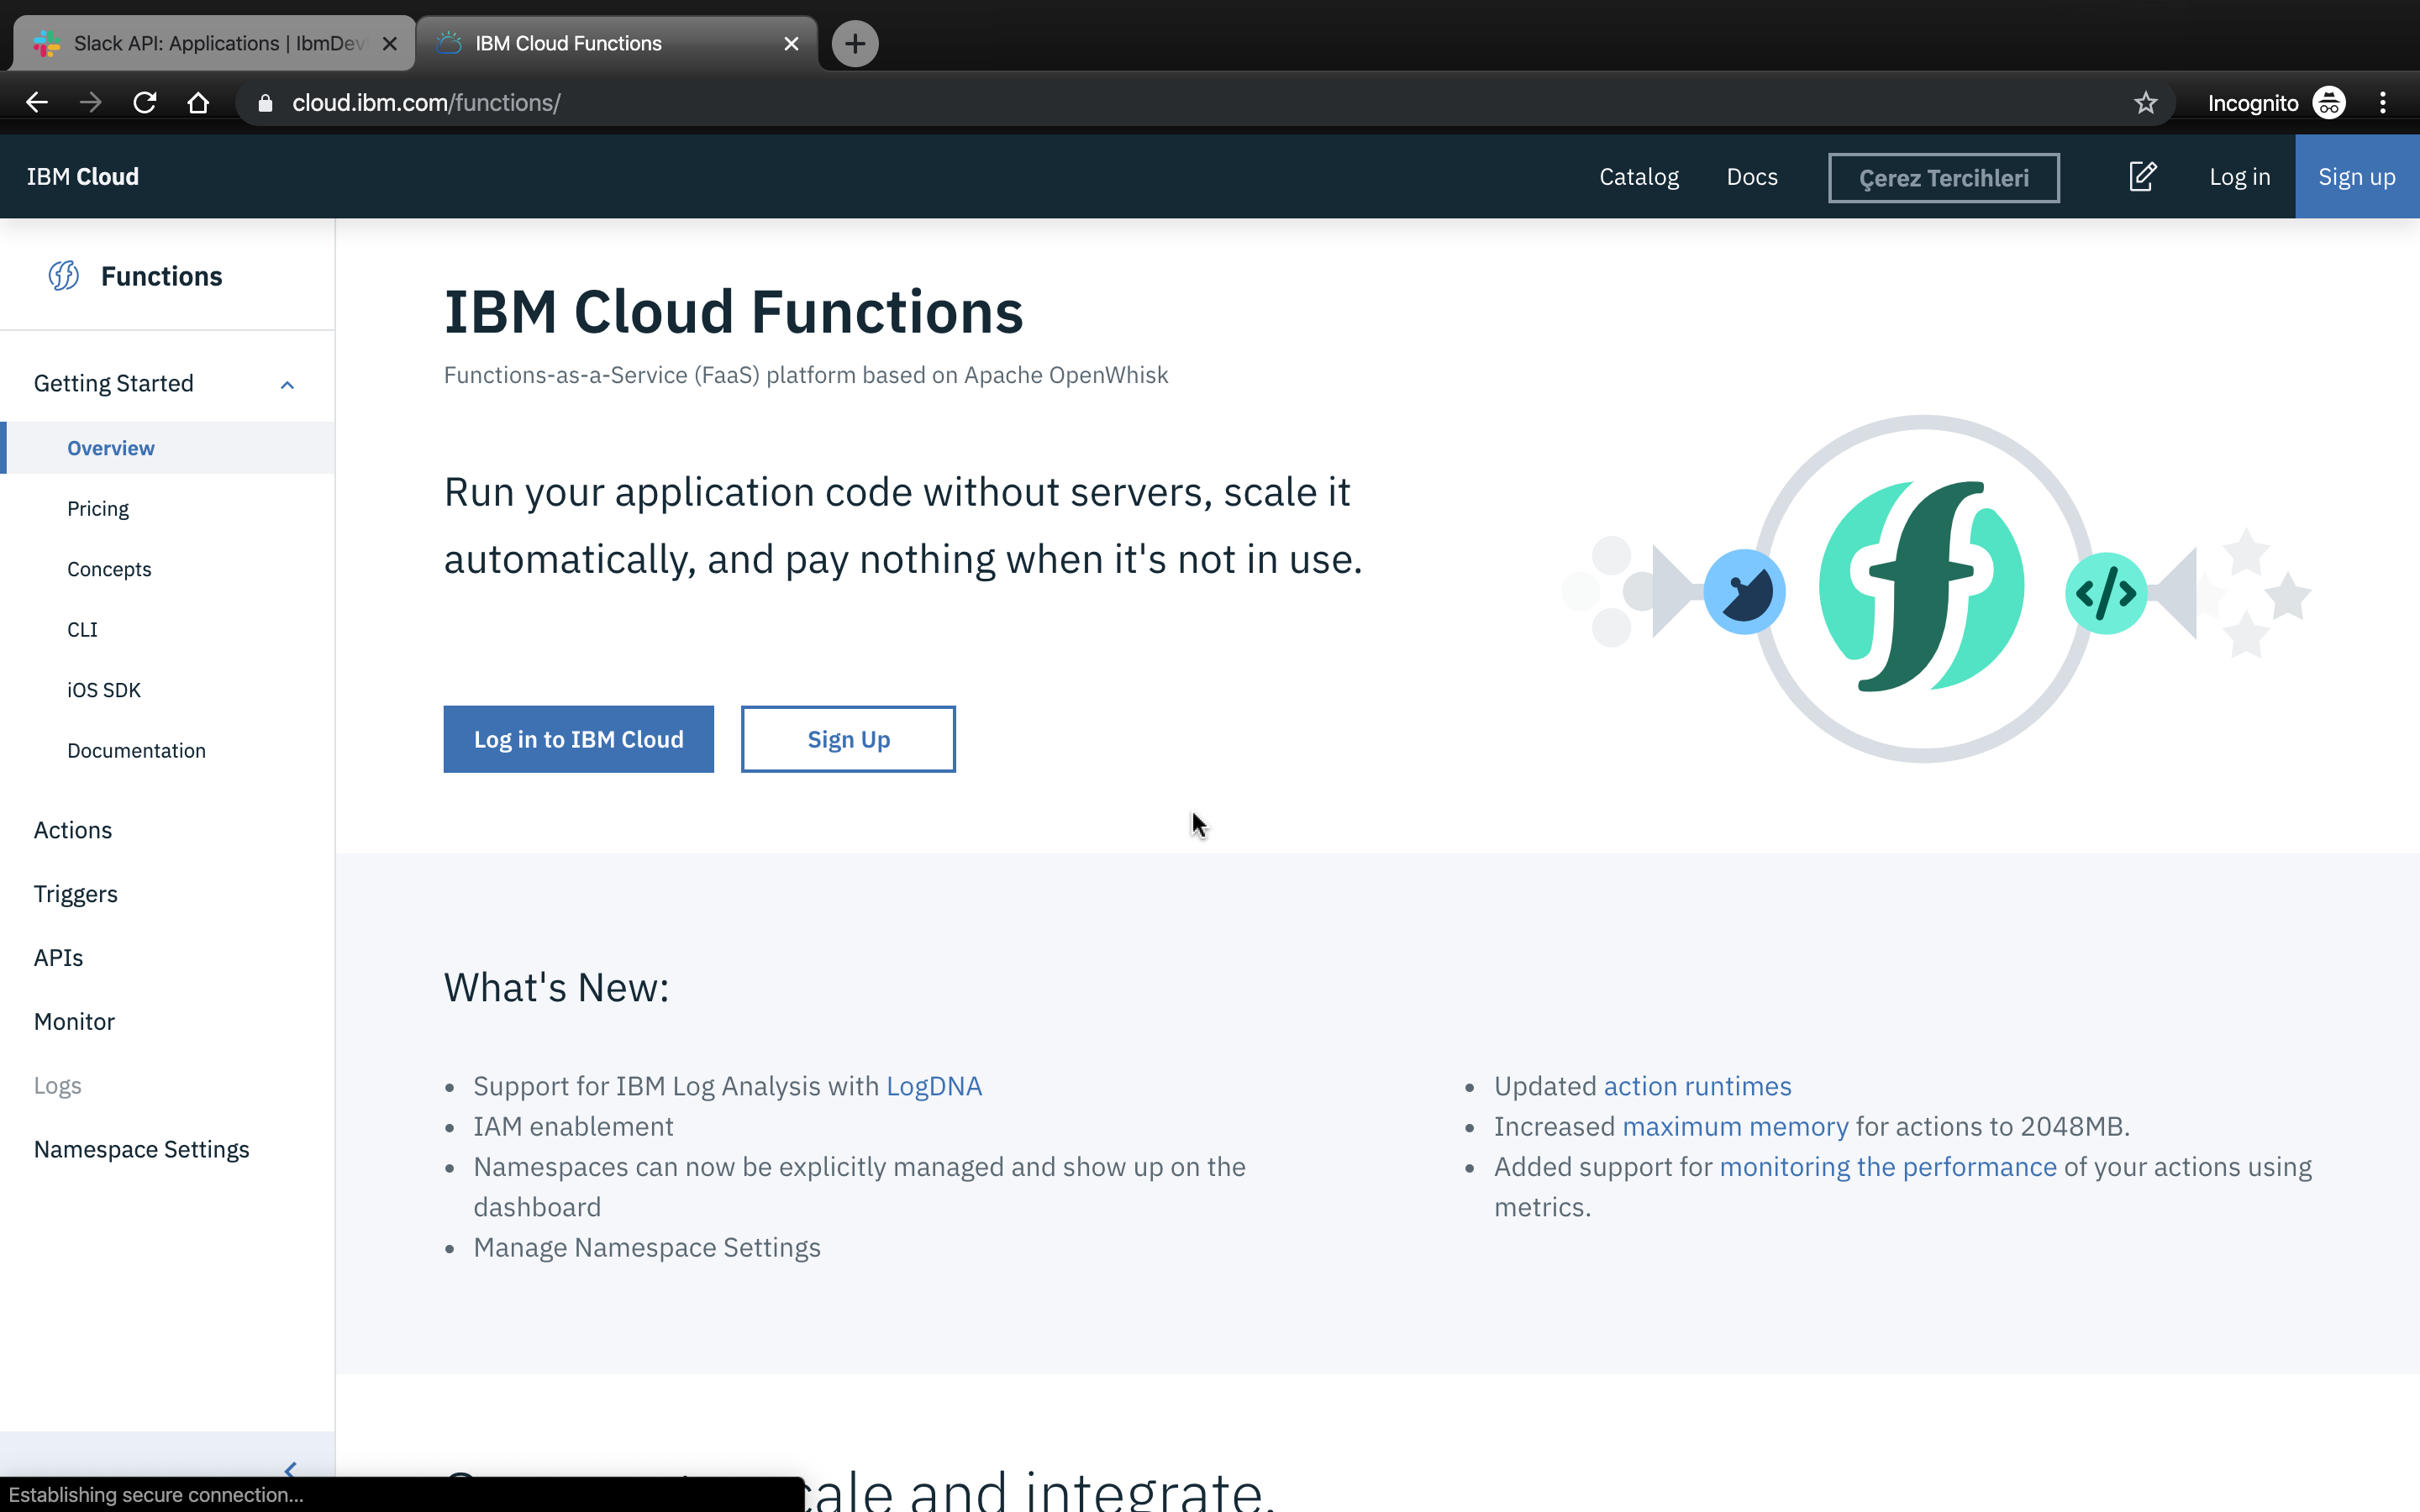 Slack API: Applications | IbmDev
IBM Cloud Functions
cloud.ibm.com/functions/
Incognito
IBM Cloud
Catalog
Docs
Çerez Tercihleri
Log in
Sign up
Functions
Getting Started
Overview
Pricing
Concepts
CLI
iOS SDK
Documentation
Actions
Triggers
APIs
Monitor
Logs
Namespace Settings
IBM Cloud Functions
Functions-as-a-Service (FaaS) platform based on Apache OpenWhisk
Run your application code without servers, scale it
automatically, and pay nothing when it's not in use.
Log in to IBM Cloud
Sign Up
What's New:
Support for IBM Log Analysis with LogDNA
IAM enablement
Namespaces can now be explicitly managed and show up on the
dashboard
Manage Namespace Settings
Updated action runtimes
Increased maximum memory for actions to 2048MB.
Added support for monitoring the performance of your actions using
metrics.
and integrate.
Establishing secure connection...